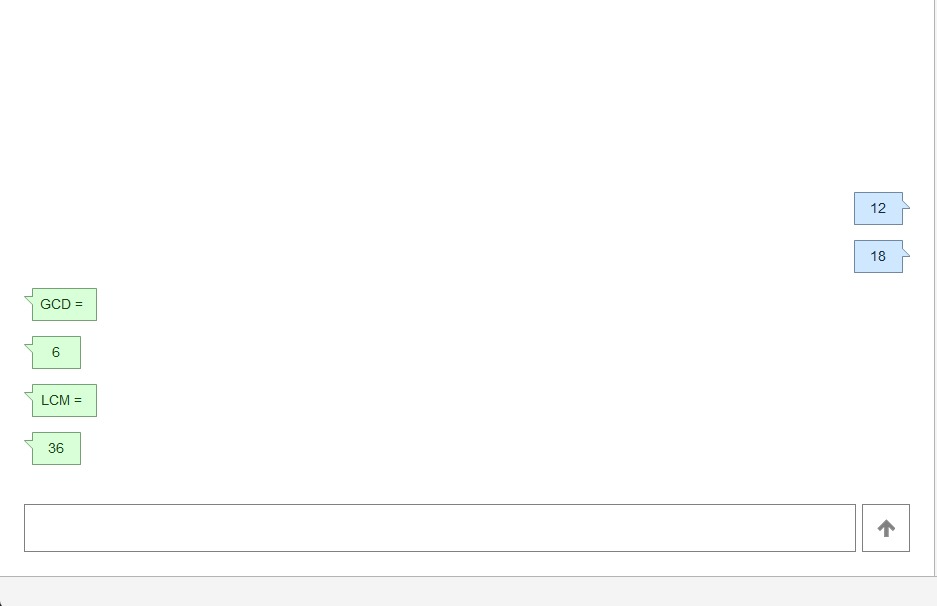 12
18
GCD =
6
LCM =
36